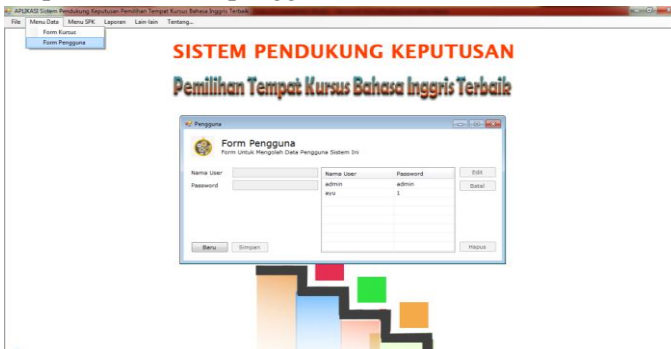 APLIKASI Sistem Pendukung Keputusan Pemilihan Tempat Kursus Bahasa Inggris Terbaik
File Menu Data Menu SPK Laporan Lain-lain Tentang...
Form Kursus
Form Pengguna
SISTEM PENDUKUNG KEPUTUSAN
Pemilihan Tempat Kursus Bahasa Inggris Terbaik
Pengguna
Form Pengguna
Form Untuk Mengolah Data Pengguna Sistem Ini
Nama User
Password
Nama User Password
admin admin
ayu 1
Edit
Batal
Baru Simpan
Hapus